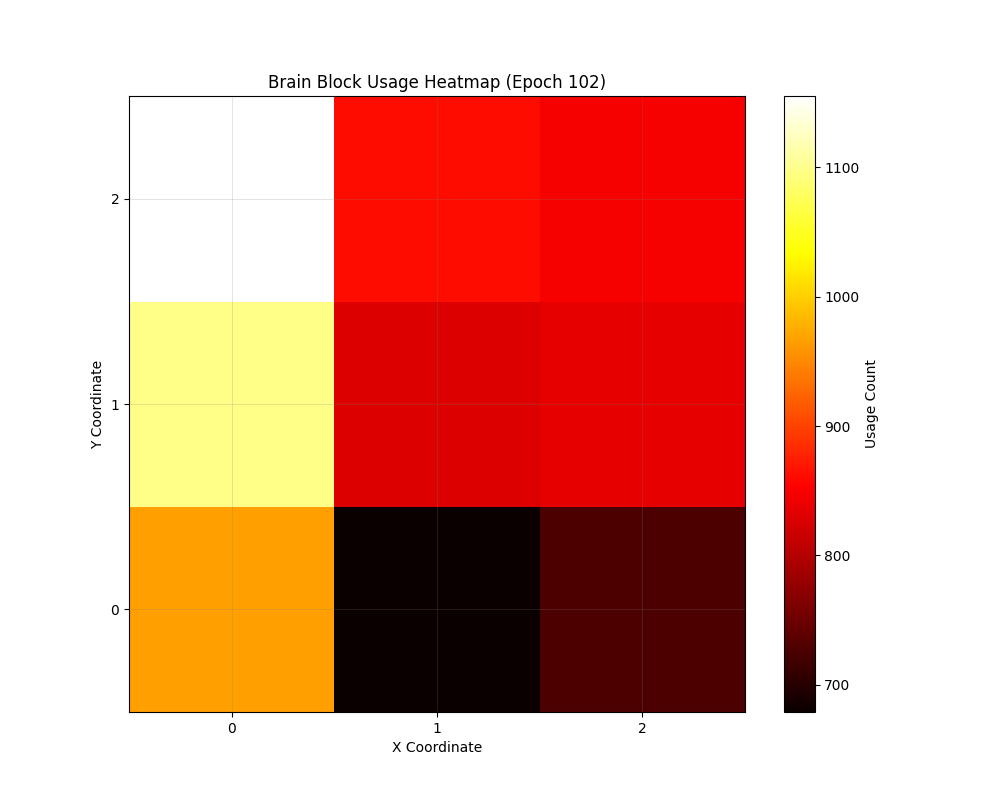 Brain Block Usage Heatmap (Epoch 102)
Y Coordinate
2
1
0
0 1 2
X Coordinate
1100
1000
900
800
700
Usage Count